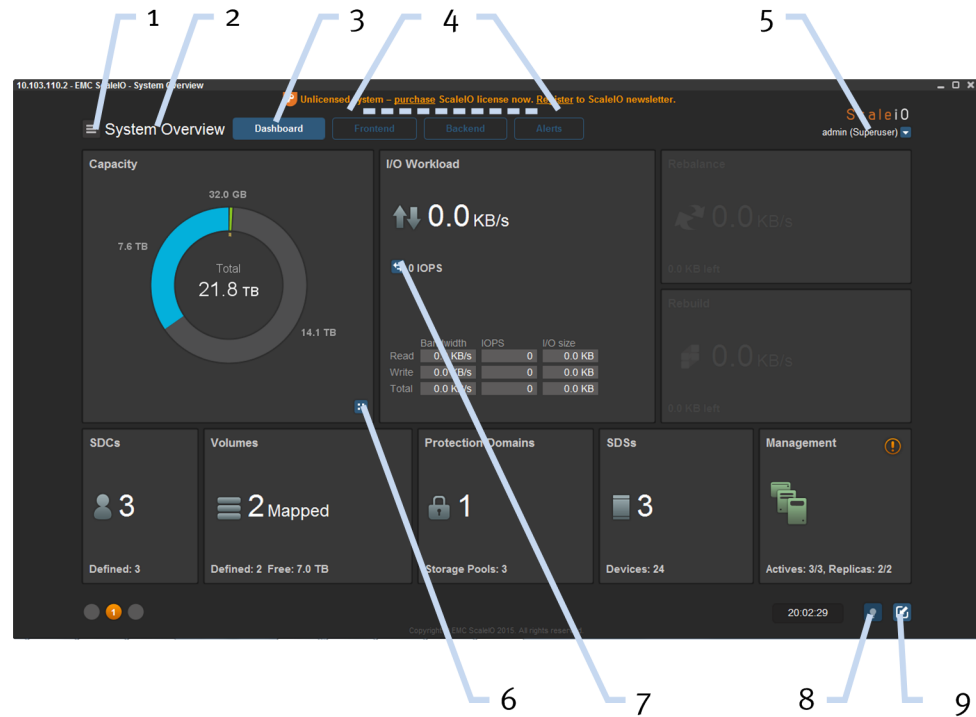 1 2 3 4 5
10.103.110.2 - EMC ScaleIO - System Overview
Unlicensed system – purchase ScaleIO license now. Register to ScaleIO newsletter.
ScaleIO
System Overview Dashboard Frontend Backend Alerts admin (Superuser)
Capacity I/O Workload Rebalance
32.0 GB
0.0 KB/s 0.0 KB/s
7.6 TB
Total
0 IOPS 0.0 KB left
21.8 TB
Rebuild
14.1 TB
Bandwidth IOPS I/O size
Read 0.0 KB/s 0 0.0 KB
0.0 KB/s
Write 0.0 KB/s 0 0.0 KB
Total 0.0 KB/s 0 0.0 KB
0.0 KB left
SDCs Volumes Protection Domains SDSs Management
3 2 Mapped 1 3
Defined: 3 Defined: 2 Free: 7.0 TB Storage Pools: 3 Devices: 24 Actives: 3/3, Replicas: 2/2
1 20:02:29
Copyright © EMC ScaleIO 2015. All rights reserved.
6 7 8 9